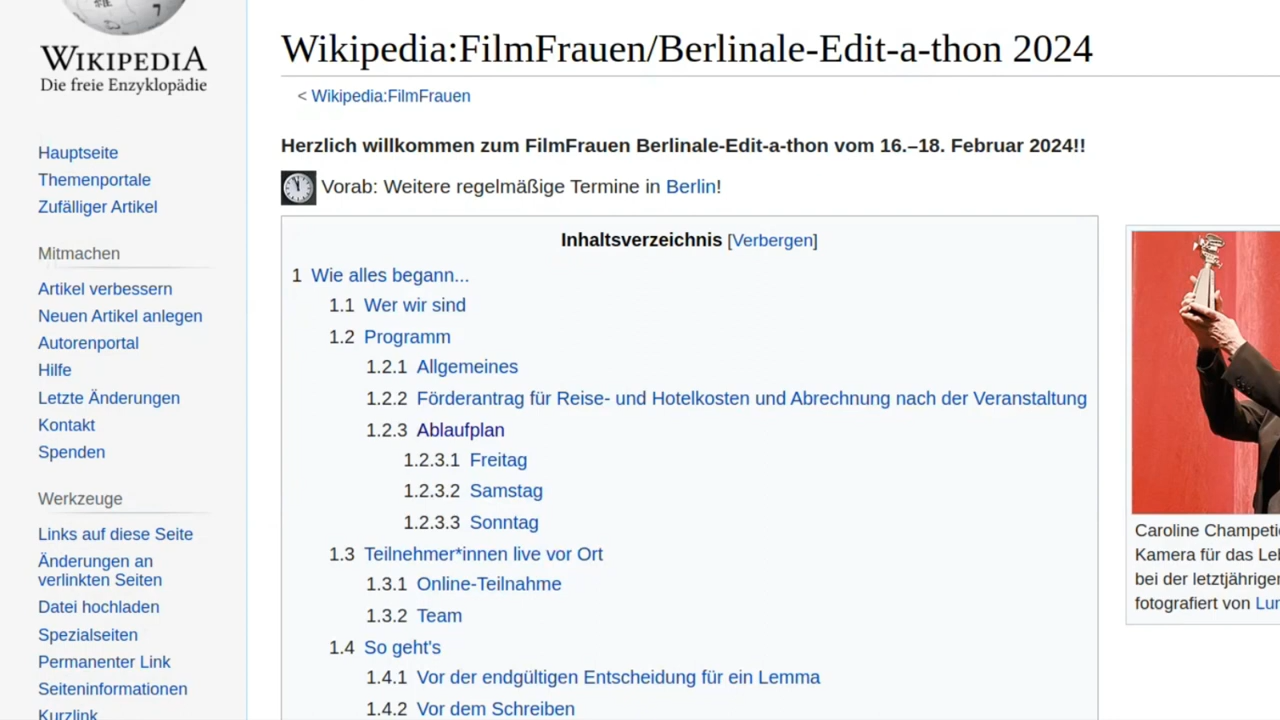 WIKIPEDIA
Die freie Enzyklopädie
Hauptseite
Themenportale
Zufälliger Artikel
Mitmachen
Artikel verbessern
Neuen Artikel anlegen
Autorenportal
Hilfe
Letzte Änderungen
Kontakt
Spenden
Werkzeuge
Links auf diese Seite
Änderungen an
verlinkten Seiten
Datei hochladen
Spezialseiten
Permanenter Link
Seiteninformationen
Kurzlink
Wikipedia:FilmFrauen/Berlinale-Edit-a-thon 2024
< Wikipedia:FilmFrauen
Herzlich willkommen zum FilmFrauen Berlinale-Edit-a-thon vom 16.–18. Februar 2024!!
Vorab: Weitere regelmäßige Termine in Berlin!
Inhaltsverzeichnis [Verbergen]
1 Wie alles begann...
1.1 Wer wir sind
1.2 Programm
1.2.1 Allgemeines
1.2.2 Förderantrag für Reise- und Hotelkosten und Abrechnung nach der Veranstaltung
1.2.3 Ablaufplan
1.2.3.1 Freitag
1.2.3.2 Samstag
1.2.3.3 Sonntag
1.3 Teilnehmer*innen live vor Ort
1.3.1 Online-Teilnahme
1.3.2 Team
1.4 So geht's
1.4.1 Vor der endgültigen Entscheidung für ein Lemma
1.4.2 Vor dem Schreiben
Caroline
Kamera für das
bei der
fotografiert von